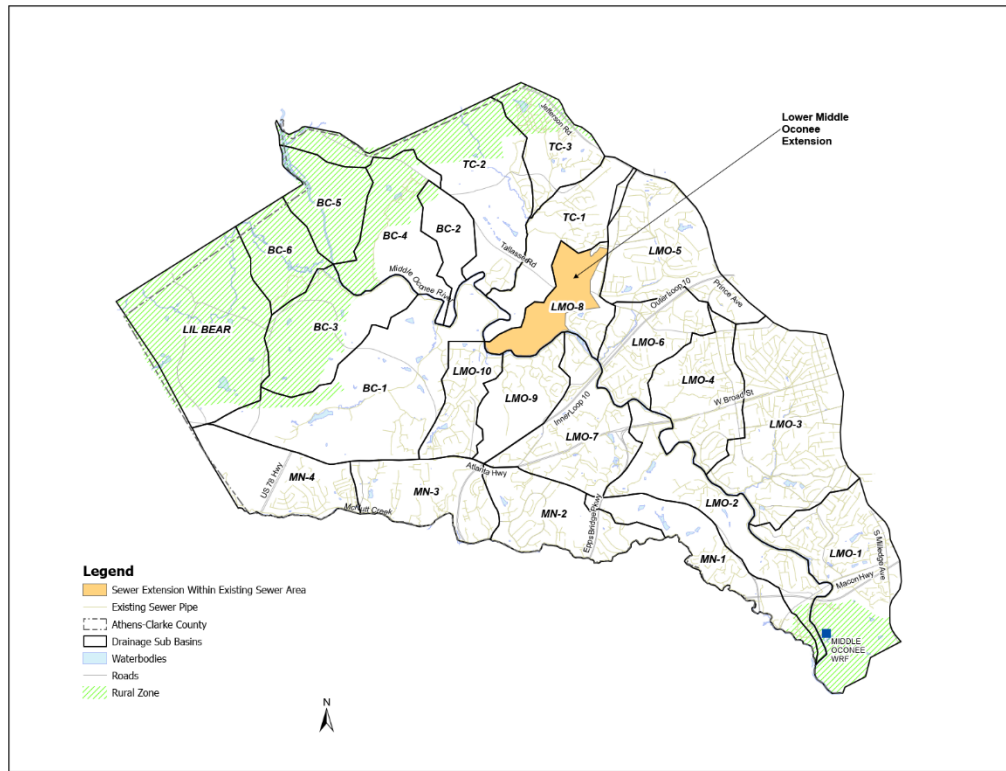 Lower Middle
Oconee
Extension
Jefferson Rd
TC-3
TC-2
BC-5
TC-1
BC-4
BC-2
LMO-5
BC-6
Tallassee Rd
Middle Oconee River
Outer Loop 10
Prince Ave
LMO-8
LIL BEAR
BC-3
LMO-6
LMO-10
LMO-4
BC-1
LMO-9
W Broad St
Inner Loop 10
LMO-3
LMO-7
Atlanta Hwy
US 78 Hwy
MN-4
MN-3
McNutt Creek
MN-2
Epps Bridge Pkwy
LMO-2
MN-1
LMO-1
S Milledge Ave
Macon Hwy
MIDDLE
OCONEE
WRF
Legend
Sewer Extension Within Existing Sewer Area
Existing Sewer Pipe
Athens-Clarke County
Drainage Sub Basins
Waterbodies
Roads
Rural Zone
N